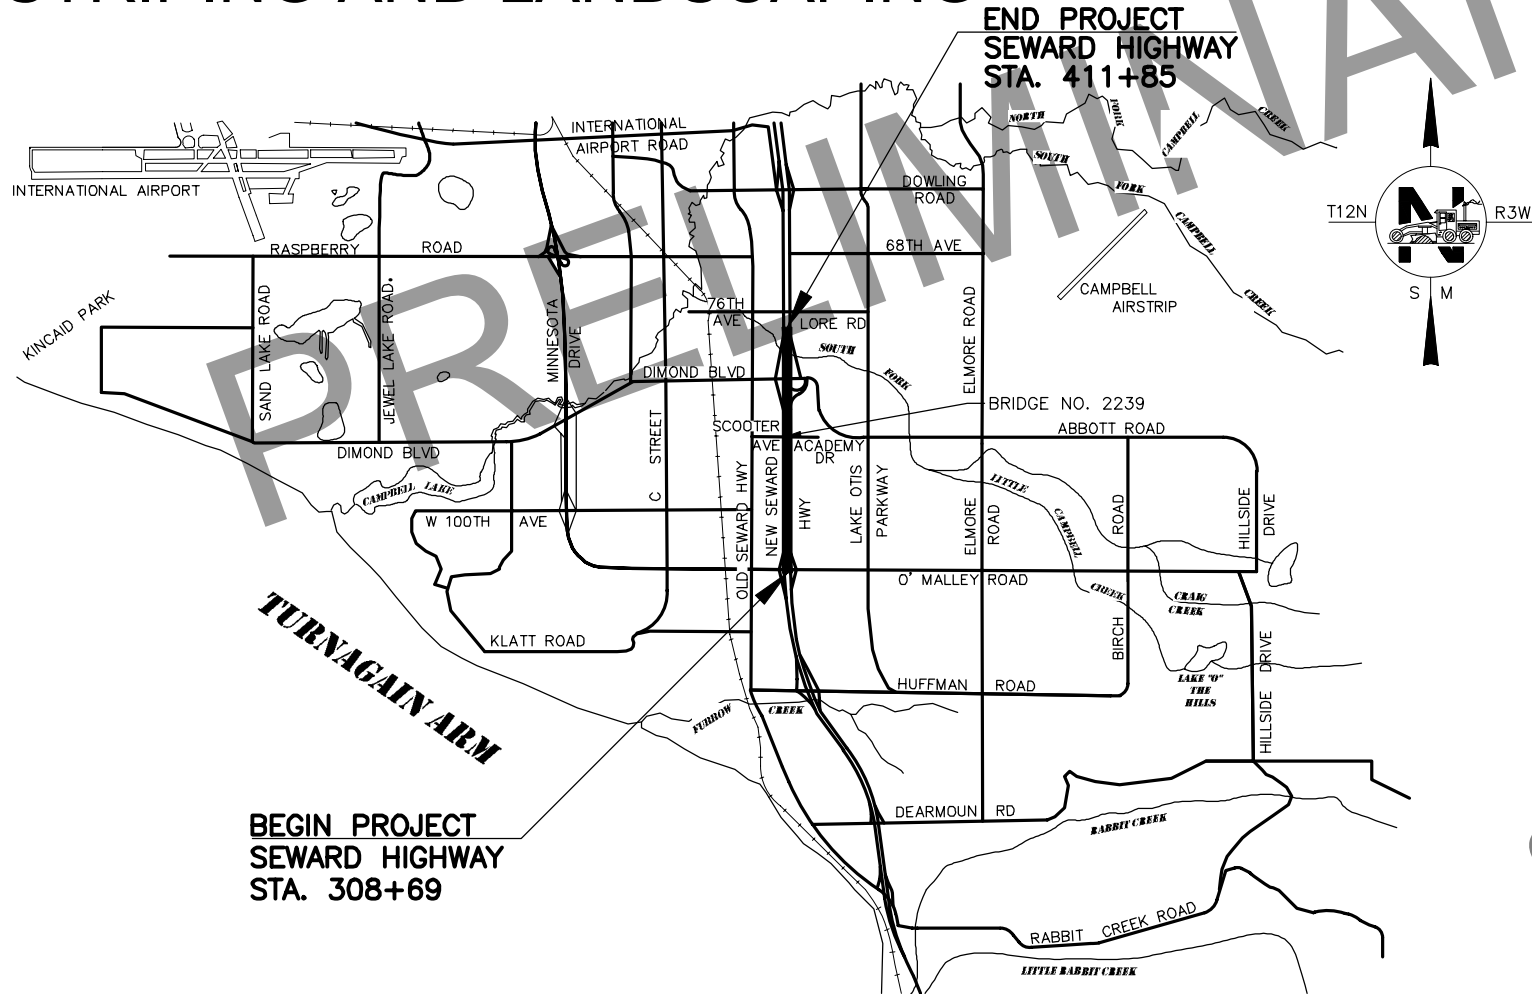 STRIPING AND LANDSCAPING
END PROJECT
SEWARD HIGHWAY
STA. 411+85
PRELIMINA
INTERNATIONAL
AIRPORT ROAD
NORTH
FORK
CAMPBELL
CREEK
SOUTH
FORK
CAMPBELL
CREEK
INTERNATIONAL AIRPORT
DOWLING
ROAD
T12N
R3W
N
S M
RASPBERRY ROAD
68TH AVE
CAMPBELL
AIRSTRIP
KINCAID PARK
SAND LAKE ROAD
JEWEL LAKE ROAD.
MINNESOTA
DRIVE
76TH
AVE
LORE RD
ELMORE ROAD
SOUTH
FORK
DIMOND BLVD
BRIDGE NO. 2239
SCOOTER
AVE
ACADEMY
DR
ABBOTT ROAD
DIMOND BLVD
C STREET
CAMPBELL LAKE
OLD SEWARD HWY
NEW SEWARD
HWY
LAKE OTIS
PARKWAY
ELMORE
ROAD
LITTLE
CAMPBELL
CREEK
ROAD
HILLSIDE
DRIVE
W 100TH AVE
O' MALLEY ROAD
CRAIG
CREEK
TURNAGAIN ARM
KLATT ROAD
BIRCH
HUFFMAN ROAD
LAKE "O"
THE
HILLS
HILLSIDE DRIVE
FURROW
CREEK
BEGIN PROJECT
SEWARD HIGHWAY
STA. 308+69
DEARMOUN RD
RABBIT CREEK
RABBIT CREEK ROAD
LITTLE RABBIT CREEK